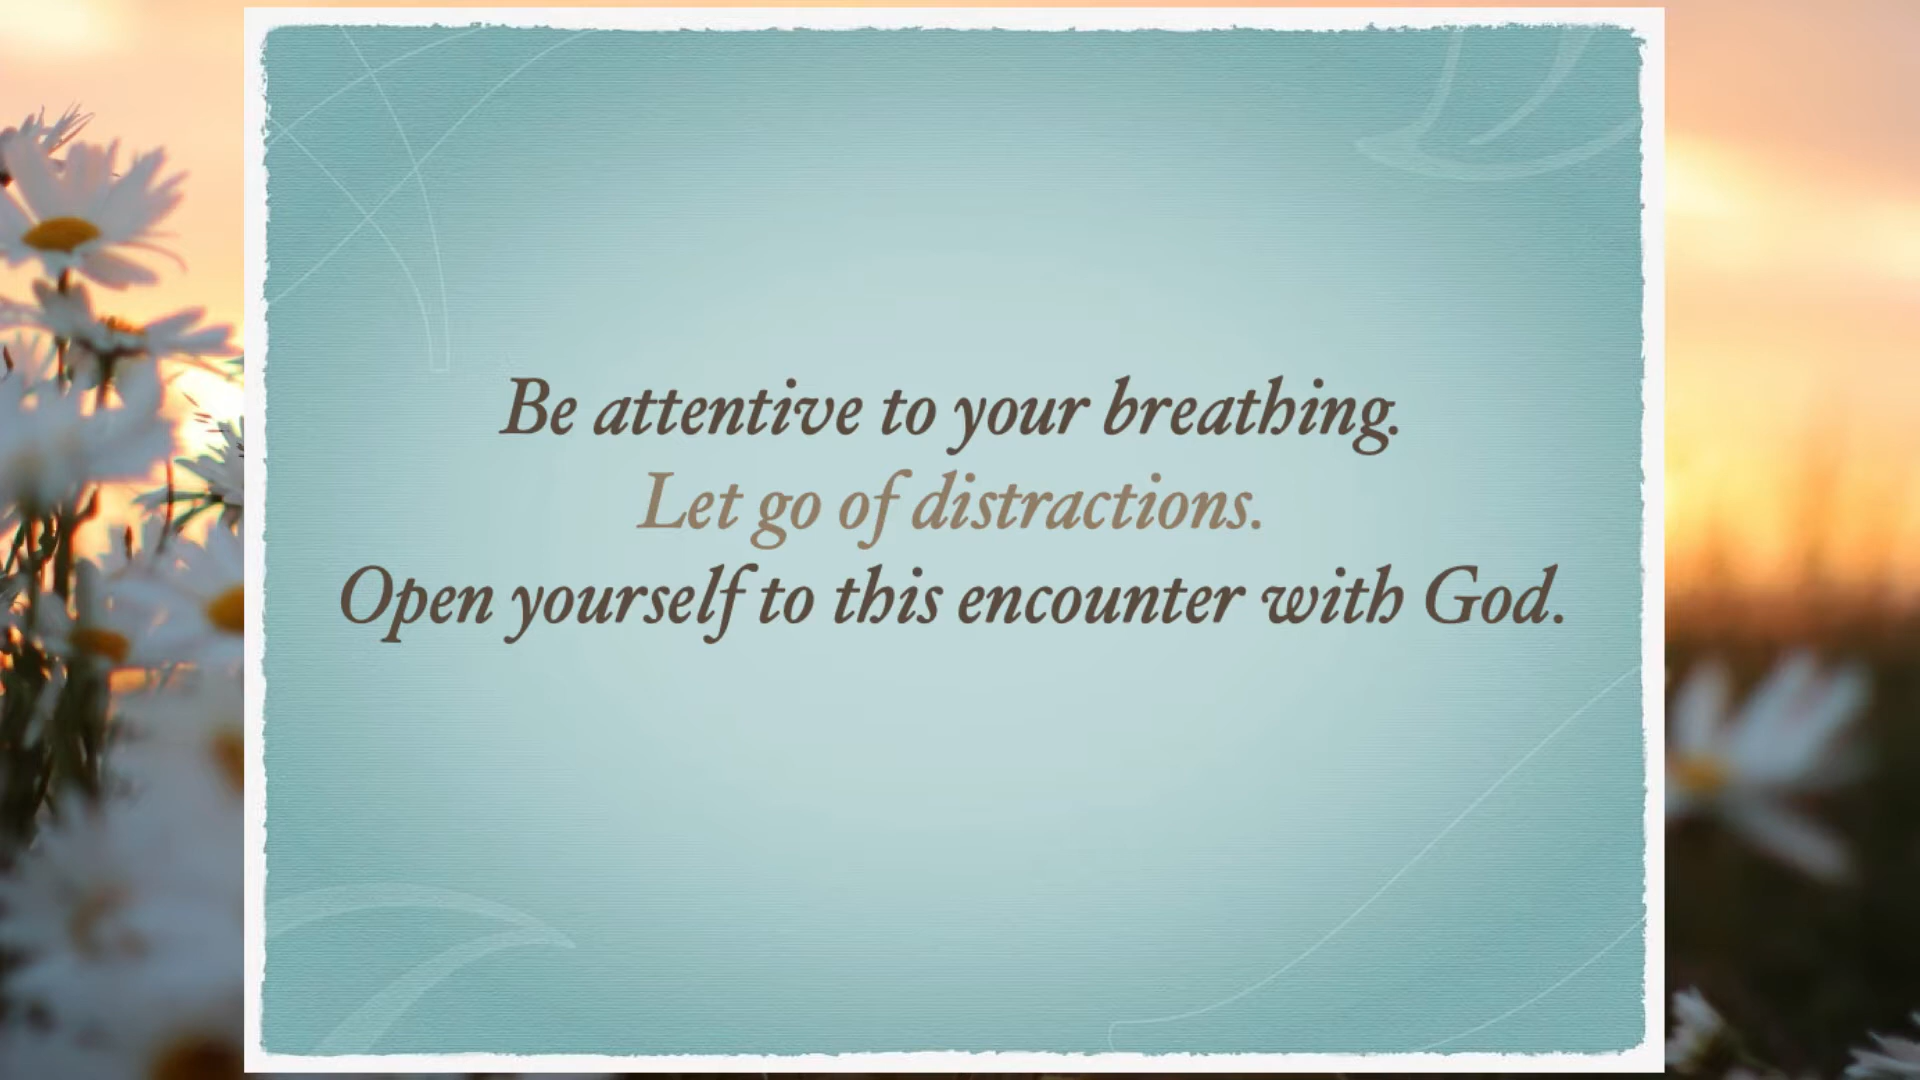 Be attentive to your breathing.
Let go of distractions.
Open yourself to this encounter with God.